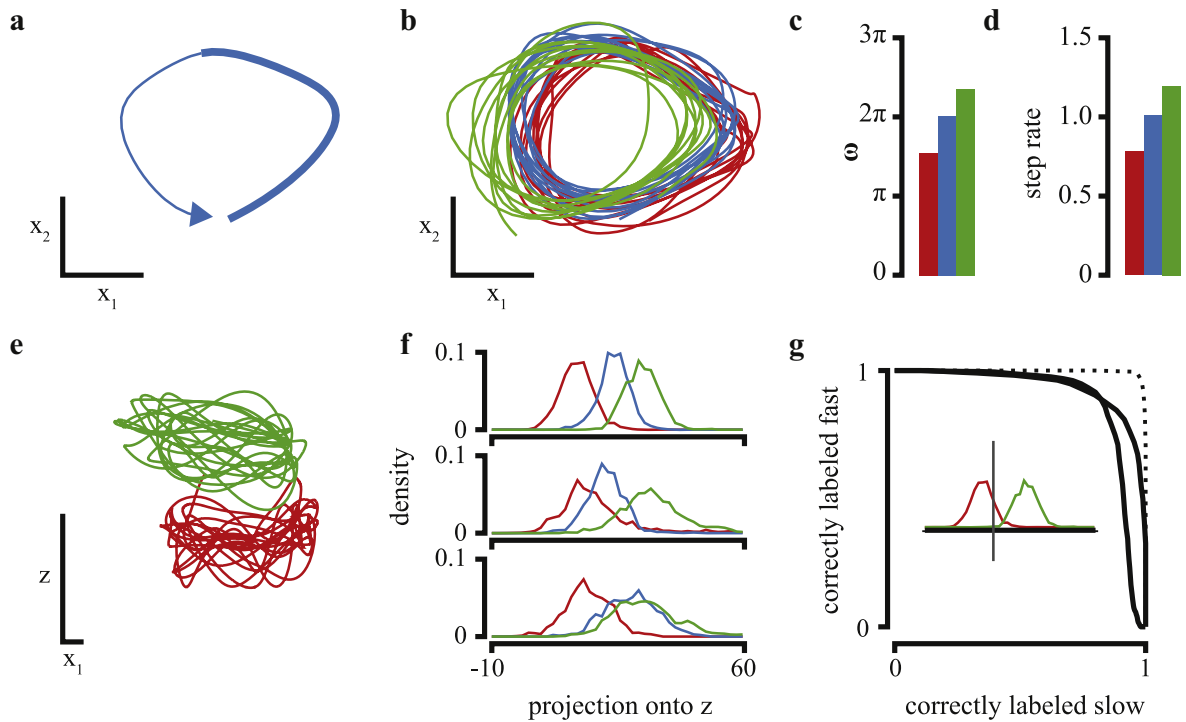 a
x2
x1
b
x2
x1
c
3π
2π
π
0
ω
d
1.5
1.0
0.5
0
step rate
e
z
x1
f
0.1
0
0.1
0
0.1
0
density
-10
60
projection onto z
g
1
0
correctly labeled fast
0
1
correctly labeled slow